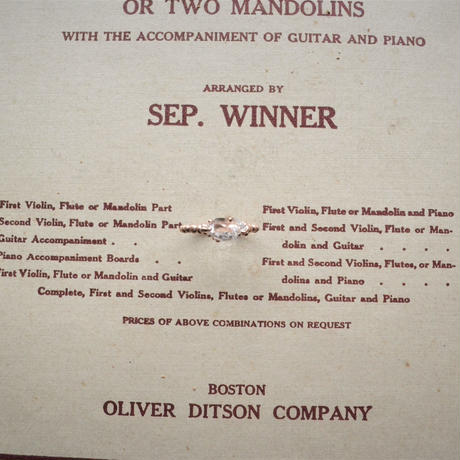 OR TWO MANDOLINS
WITH THE ACCOMPANIMENT OF GUITAR AND PIANO
ARRANGED BY
SEP. WINNER
First Violin, Flute or Mandolin Part
Second Violin, Flute or Mandolin Part
Guitar Accompaniment . .
Piano Accompaniment Boards . .
First Violin, Flute or Mandolin and Guitar
First Violin, Flute or Mandolin and Piano
First and Second Violin, Flute or Man-
dolin and Guitar . . . . .
First and Second Violins, Flutes, or Man-
dolins and Piano . . . . .
Complete, First and Second Violins, Flutes or Mandolins, Guitar and Piano
PRICES OF ABOVE COMBINATIONS ON REQUEST
BOSTON
OLIVER DITSON COMPANY